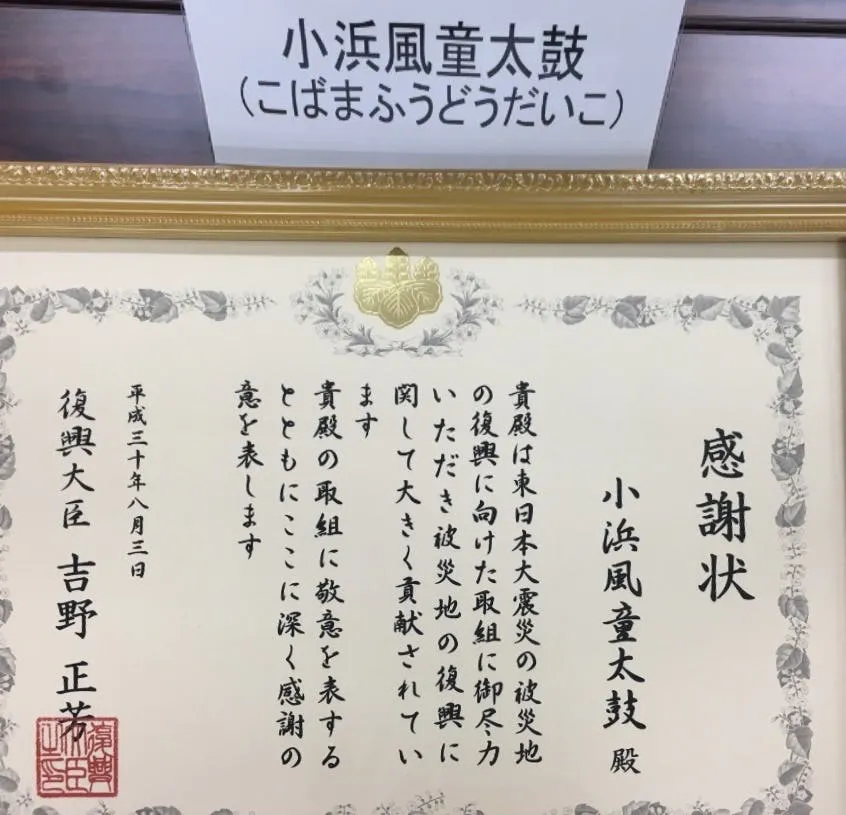 小浜風童太鼓
(こばまふうどうだいこ)
感謝状
小浜風童太鼓 殿
貴殿は東日本大震災の被災地
の復興に向けた取組に御尽力
いただき被災地の復興に
関して大きく貢献されてい
ます
貴殿の取組に敬意を表する
とともにここに深く感謝の
意を表します
平成三十年八月三日
復興大臣 吉野 正芳
復興
大臣
之印